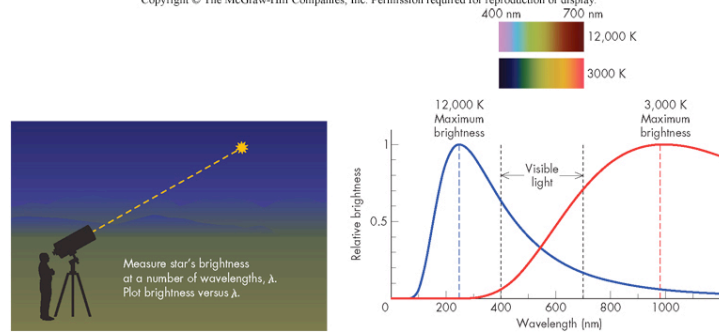 Copyright © The McGraw-Hill Companies, Inc. Permission required for reproduction or display.
400 nm 700 nm
12,000 K
3000 K
12,000 K
Maximum
brightness
3,000 K
Maximum
brightness
Measure star's brightness
at a number of wavelengths, λ.
Plot brightness versus λ.
Relative brightness
1
0.5
Visible
light
0 200 400 600 800 1000
Wavelength (nm)